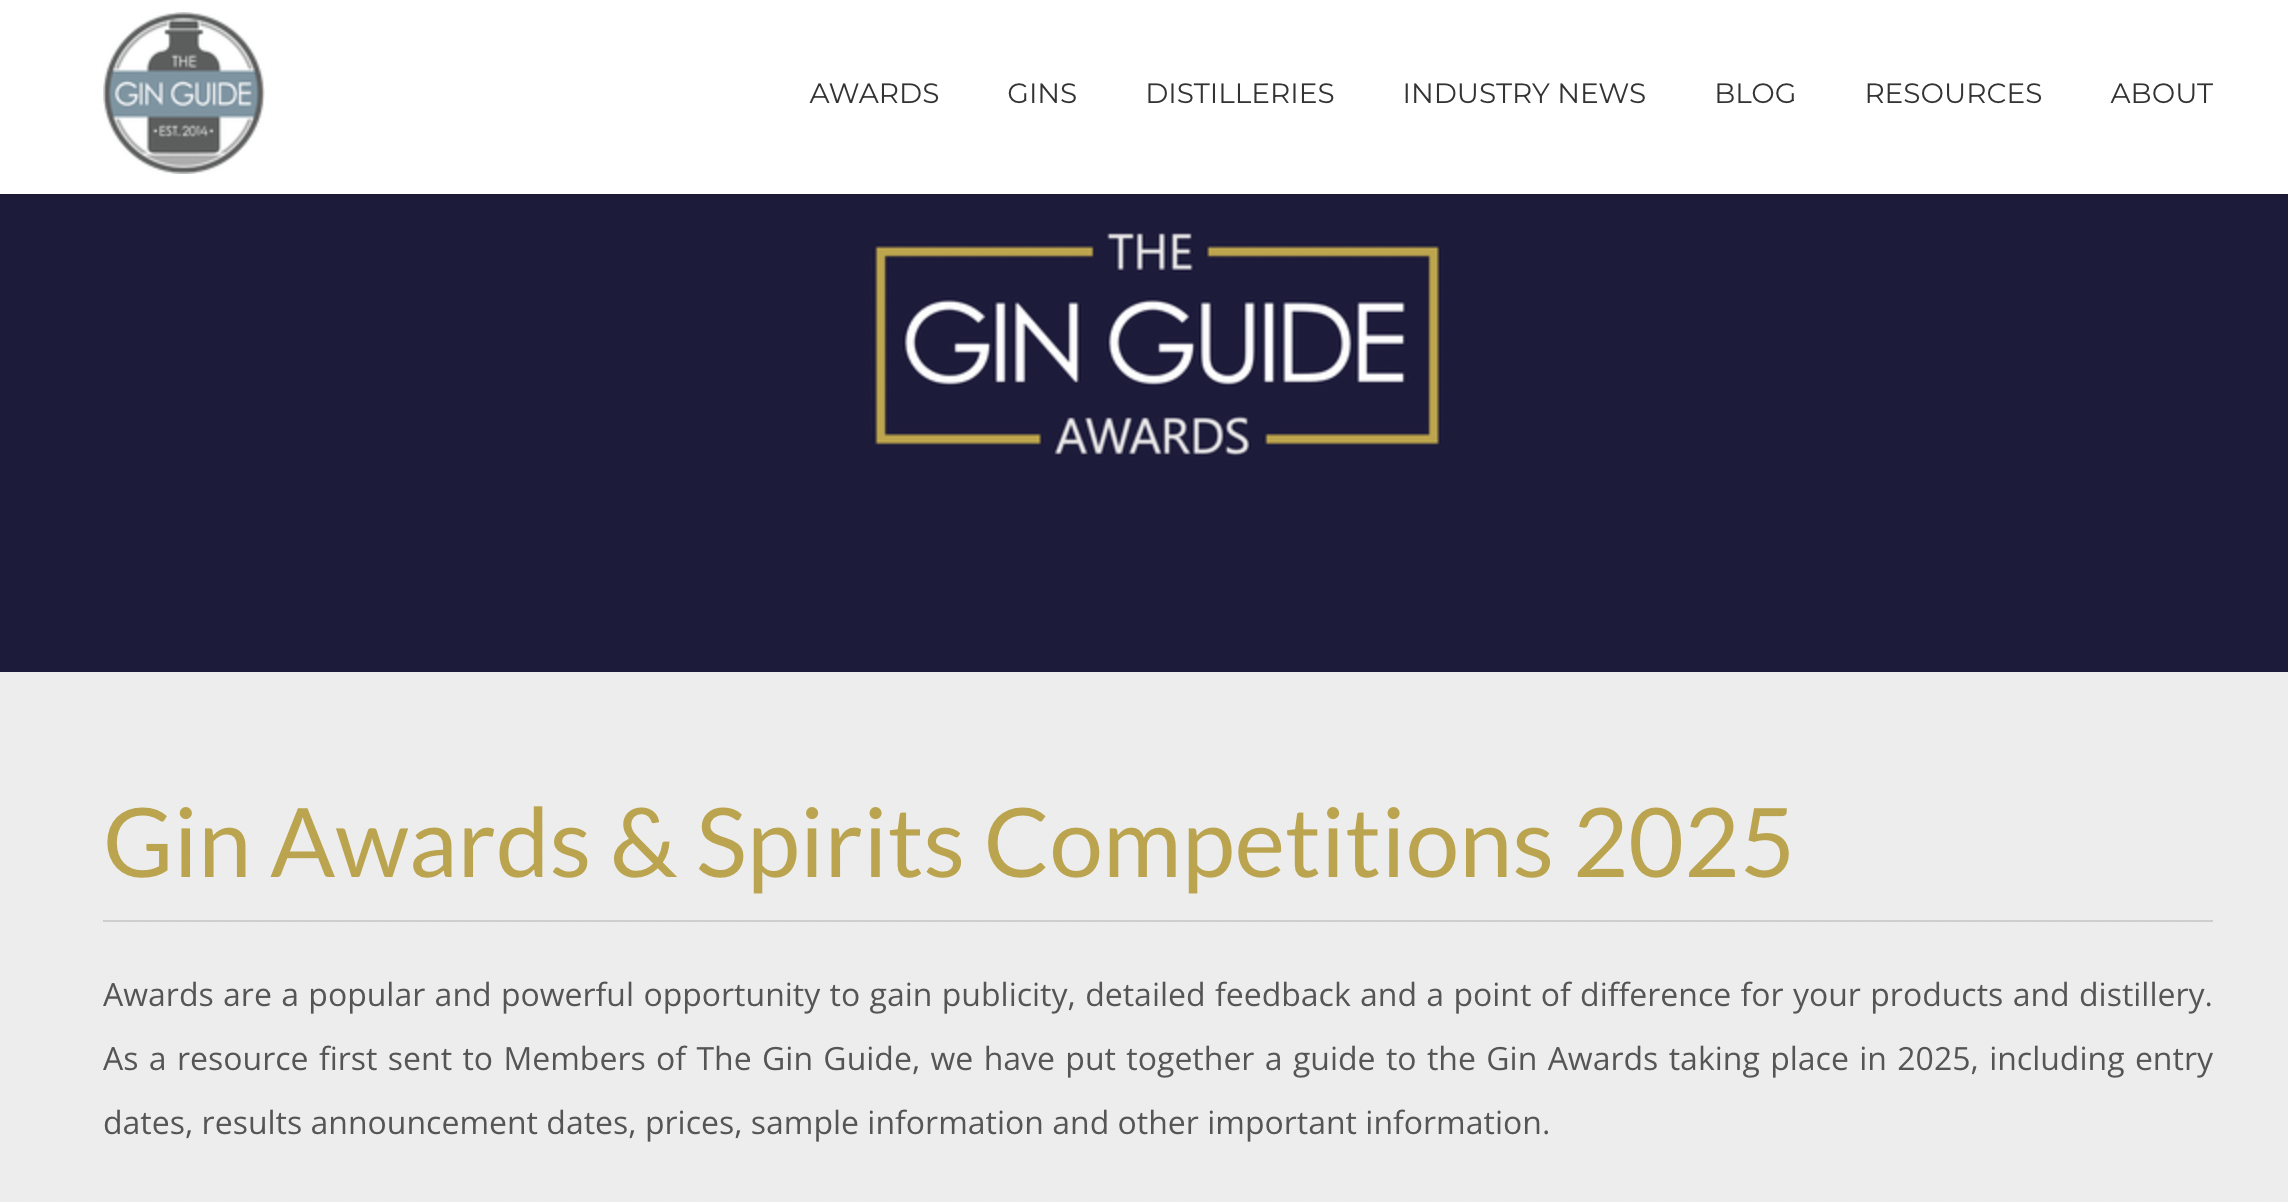 THE
GIN GUIDE
•EST. 2014•
AWARDS GINS DISTILLERIES INDUSTRY NEWS BLOG RESOURCES ABOUT
THE
GIN GUIDE
AWARDS
Gin Awards & Spirits Competitions 2025
Awards are a popular and powerful opportunity to gain publicity, detailed feedback and a point of difference for your products and distillery.
As a resource first sent to Members of The Gin Guide, we have put together a guide to the Gin Awards taking place in 2025, including entry
dates, results announcement dates, prices, sample information and other important information.